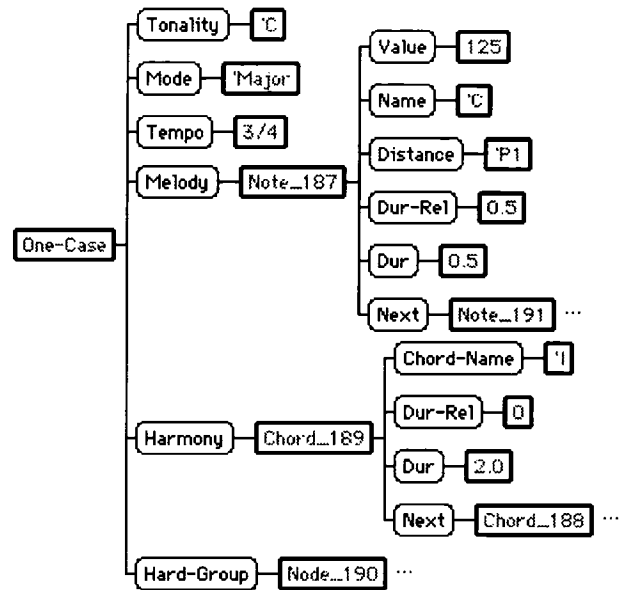 Tonality 'C
Mode 'Major
Tempo 3/4
Melody Note_187
Value 125
Name 'C
Distance 'P1
Dur-Rel 0.5
Dur 0.5
Next Note_191 ...
One-Case
Harmony Chord_189
Chord-Name 'I
Dur-Rel 0
Dur 2.0
Next Chord_188 ...
Hard-Group Node_190 ...